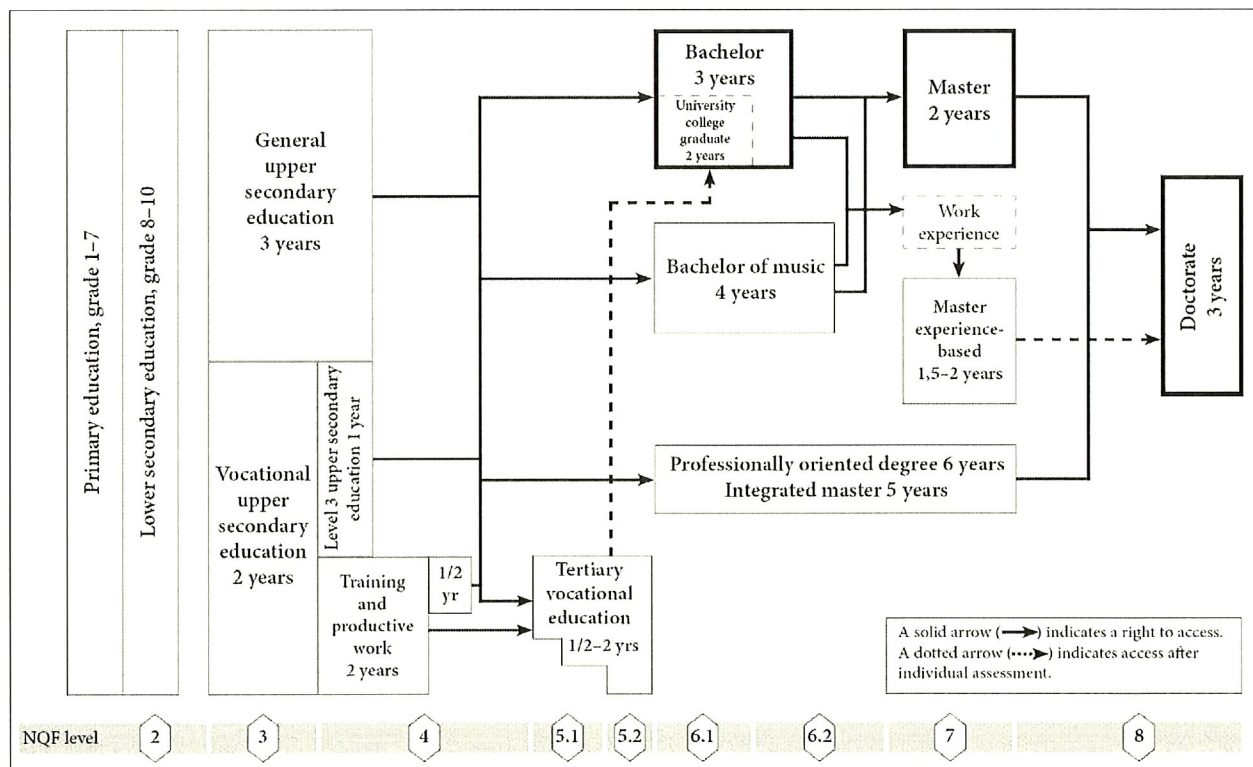 Primary education, grade 1–7
Lower secondary education, grade 8–10
General
upper
secondary
education
3 years
Vocational
upper
secondary
education
2 years
Level 3 upper secondary
education 1 year
Training
and
productive
work
2 years
1/2
yr
Tertiary
vocational
education
1/2–2 yrs
Bachelor
3 years
University
college
graduate
2 years
Bachelor of music
4 years
Professionally oriented degree 6 years
Integrated master 5 years
Master
2 years
Work
experience
Master
experience-
based
1,5–2 years
Doctorate
3 years
A solid arrow ( ) indicates a right to access.
A dotted arrow ( ) indicates access after
individual assessment.
NQF level 2 3 4 5.1 5.2 6.1 6.2 7 8